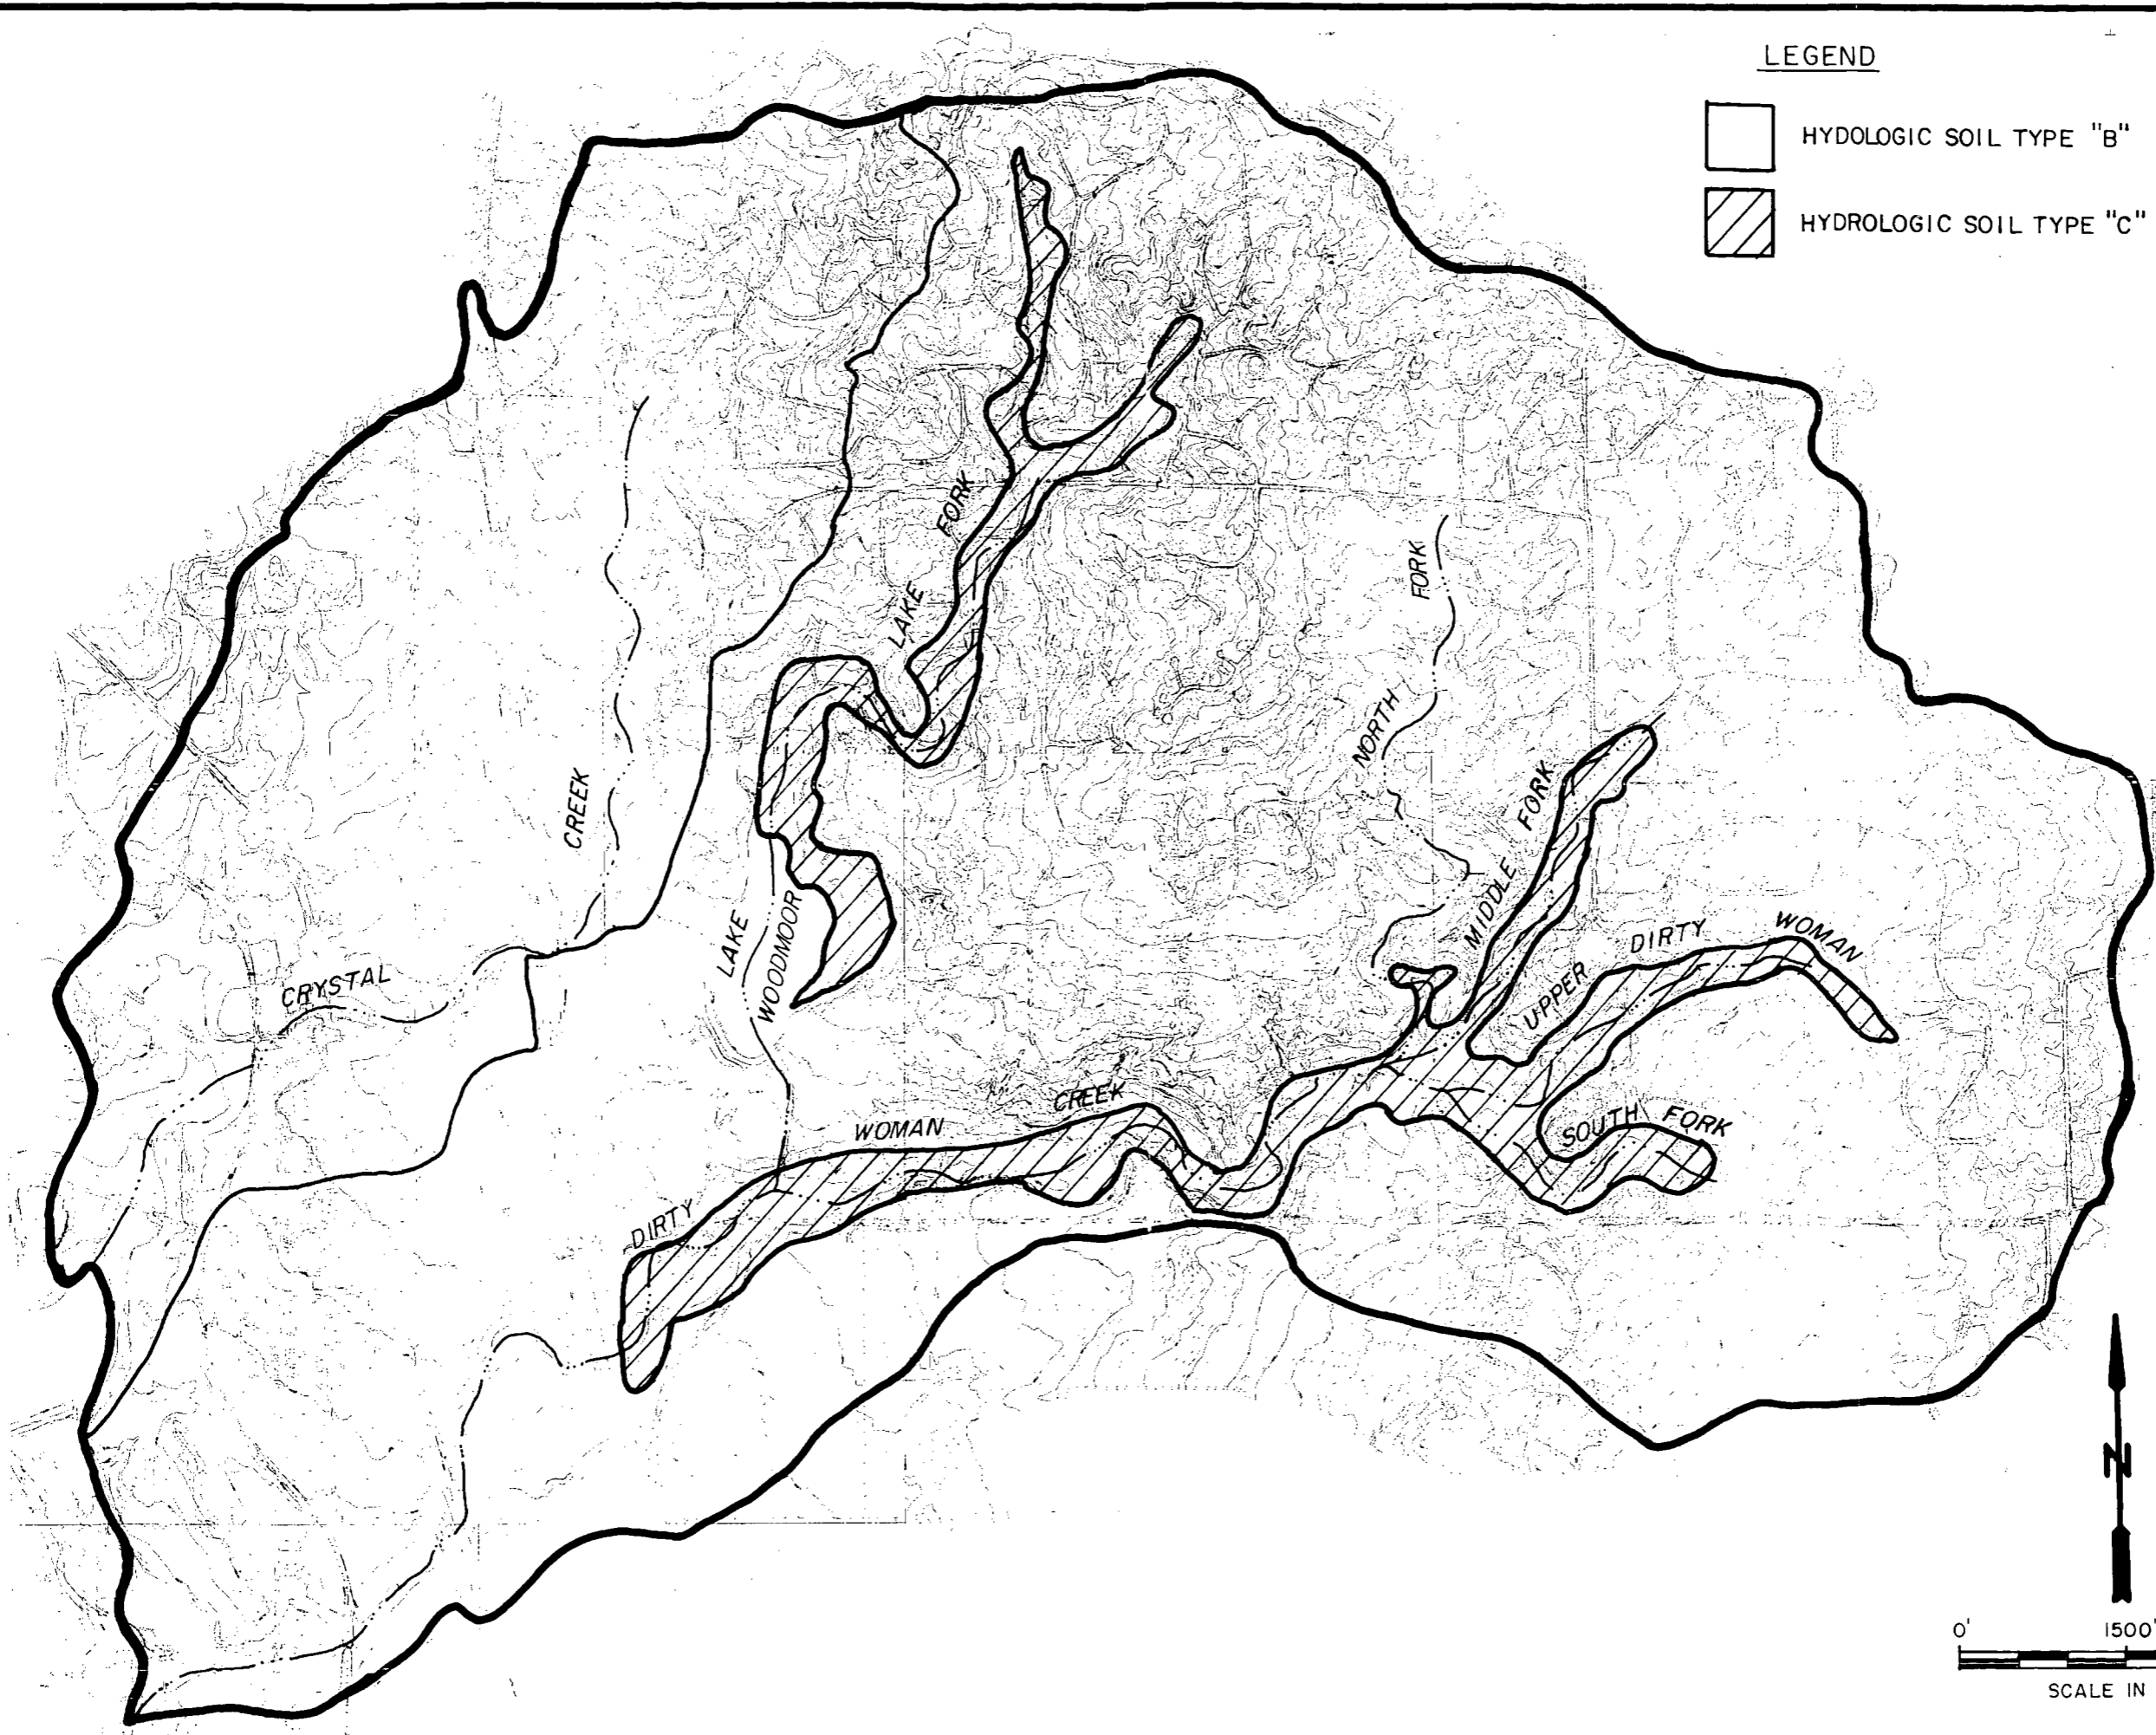 LEGEND
HYDOLOGIC SOIL TYPE "B"
HYDROLOGIC SOIL TYPE "C"
LAKE FORK
NORTH FORK
CREEK
CRYSTAL
LAKE
WOODMOOR
MIDDLE FORK
UPPER DIRTY WOMAN
SOUTH FORK
DIRTY WOMAN CREEK
N
0' 1500'
SCALE IN